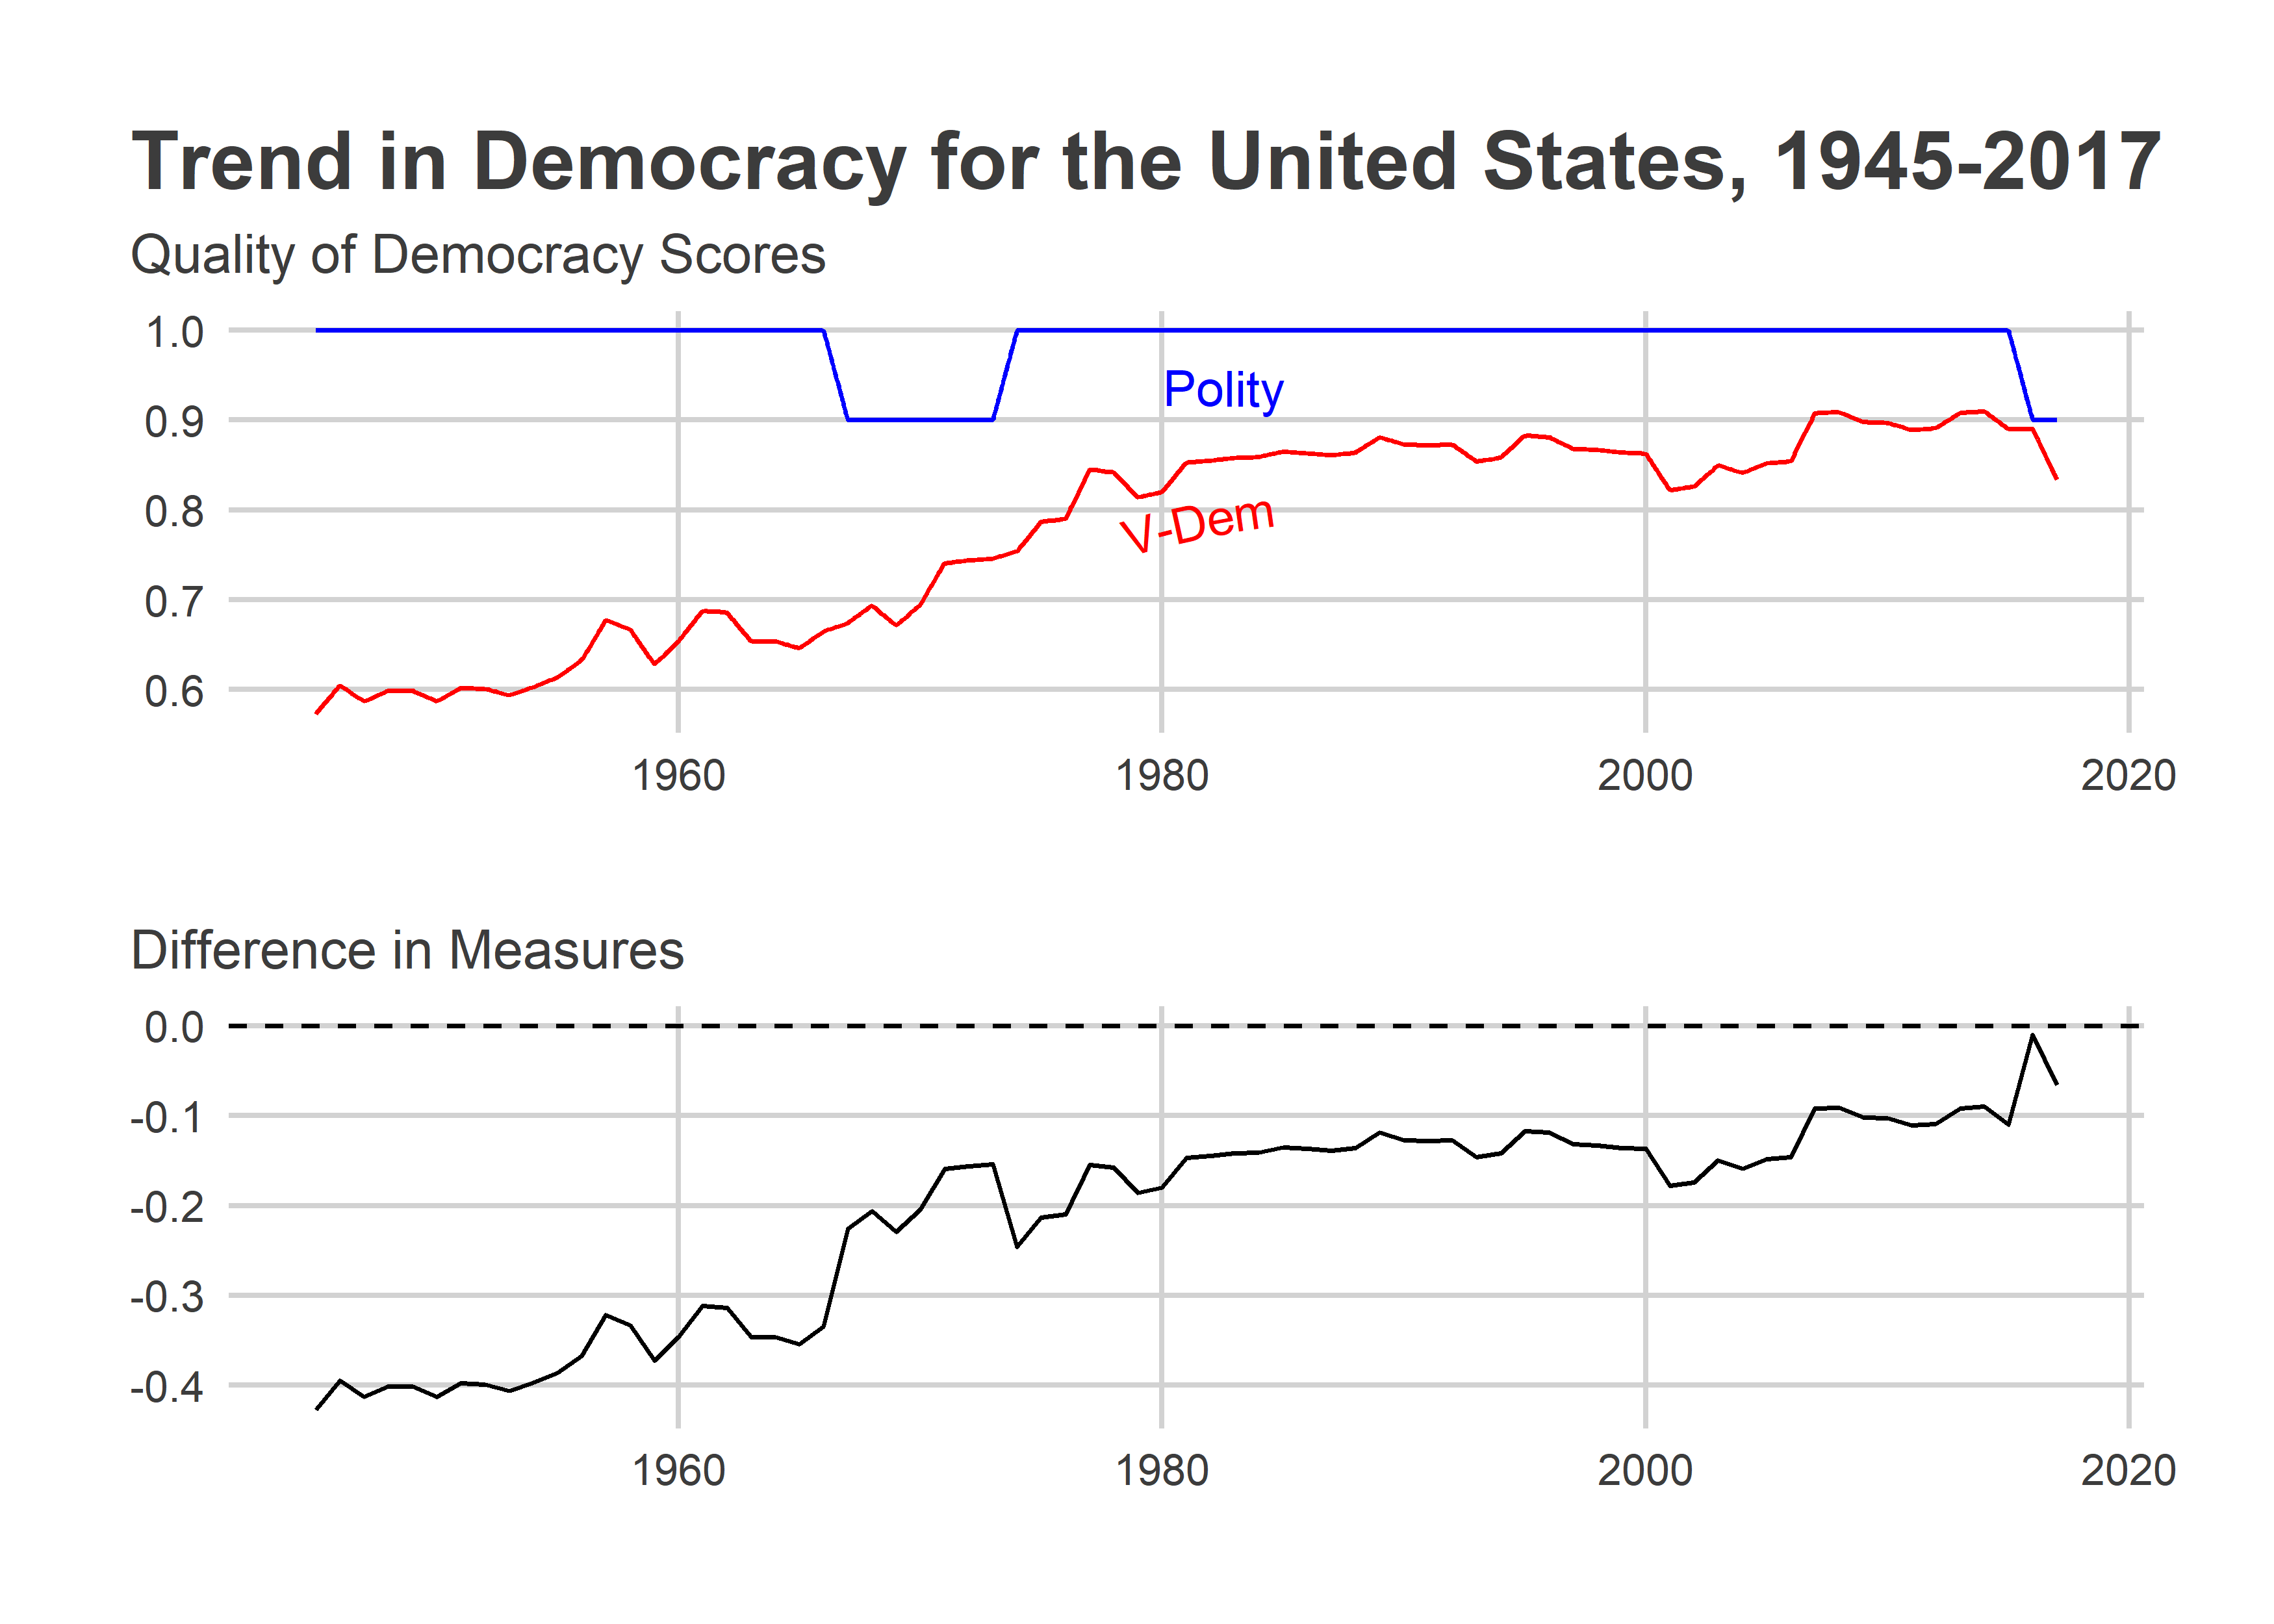 Trend in Democracy for the United States, 1945-2017
Quality of Democracy Scores
1.0
0.9
0.8
0.7
0.6
Polity
V-Dem
1960 1980 2000 2020
Difference in Measures
0.0
-0.1
-0.2
-0.3
-0.4
1960 1980 2000 2020